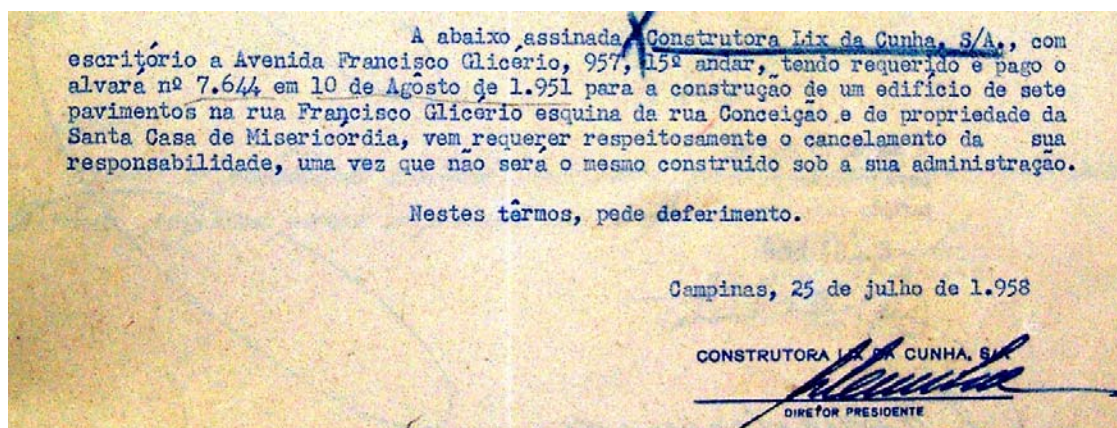 A abaixo assinada Construtora Lix da Cunha, S/A., com
escritório a Avenida Francisco Glicerio, 957, 15º andar, tendo requerido e pago o
alvará nº 7.644 em 10 de Agôsto de 1.951 para a construção de um edifício de sete
pavimentos na rua Francisco Glicério esquina da rua Conceição e de propriedade da
Santa Casa de Misericórdia, vem requerer respeitosamente o cancelamento da sua
responsabilidade, uma vez que não será o mesmo construido sob a sua administração.
Nestes têrmos, pede deferimento.
Campinas, 25 de julho de 1.958
CONSTRUTORA LIX DA CUNHA, S/A
DIRETOR PRESIDENTE